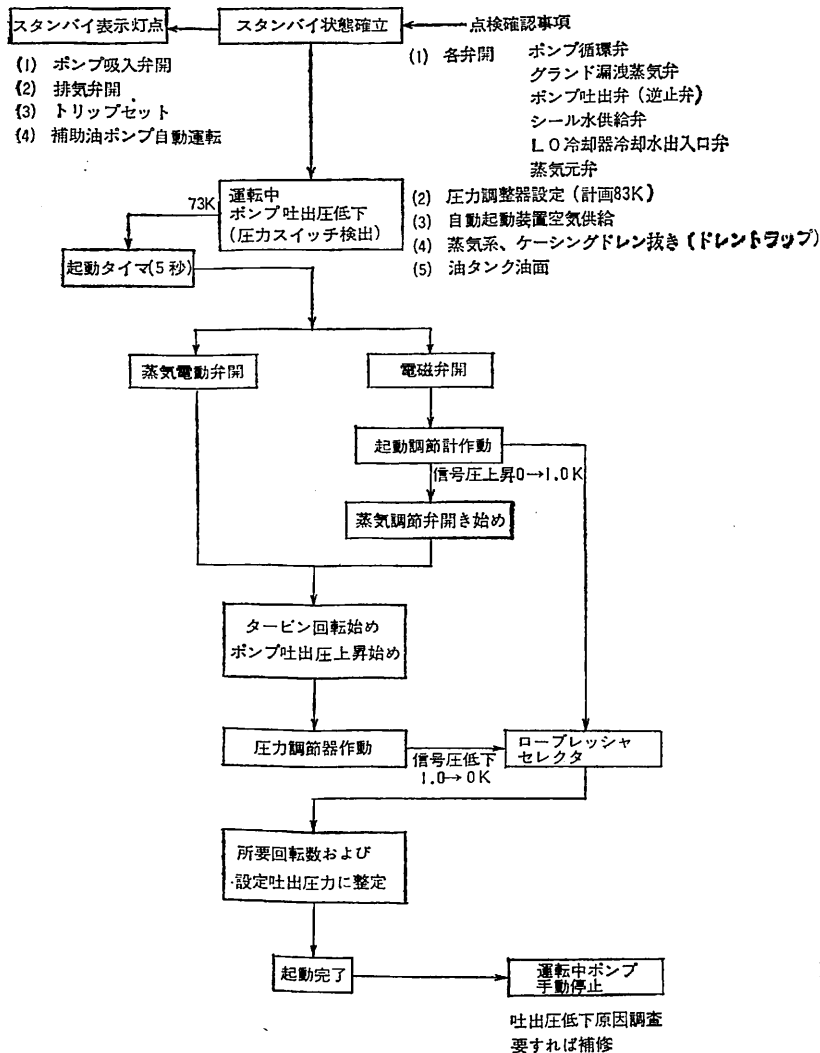 スタンバイ表示灯点
スタンバイ状態確立
点検確認事項
(1) ポンプ吸入弁開
(2) 排気弁開
(3) トリップセット
(4) 補助油ポンプ自動運転
(1) 各弁開 ポンプ循環弁
グランド漏洩蒸気弁
ポンプ吐出弁(逆止弁)
シール水供給弁
LO冷却器冷却水出入口弁
蒸気元弁
(2) 圧力調整器設定(計画83K)
(3) 自動起動装置空気供給
(4) 蒸気系、ケーシングドレン抜き(ドレントラップ)
(5) 油タンク油面
運転中
ポンプ吐出圧低下
(圧力スイッチ検出)
73K
起動タイマ(5秒)
蒸気電動弁開
電磁弁開
起動調節計作動
信号圧上昇0→1.0K
蒸気調節弁開き始め
タービン回転始め
ポンプ吐出圧上昇始め
圧力調節器作動
信号圧低下
1.0→0K
ロープレッシャ
セレクタ
所要回転数および
設定吐出圧力に整定
起動完了
運転中ポンプ
手動停止
吐出圧低下原因調査
要すれば補修